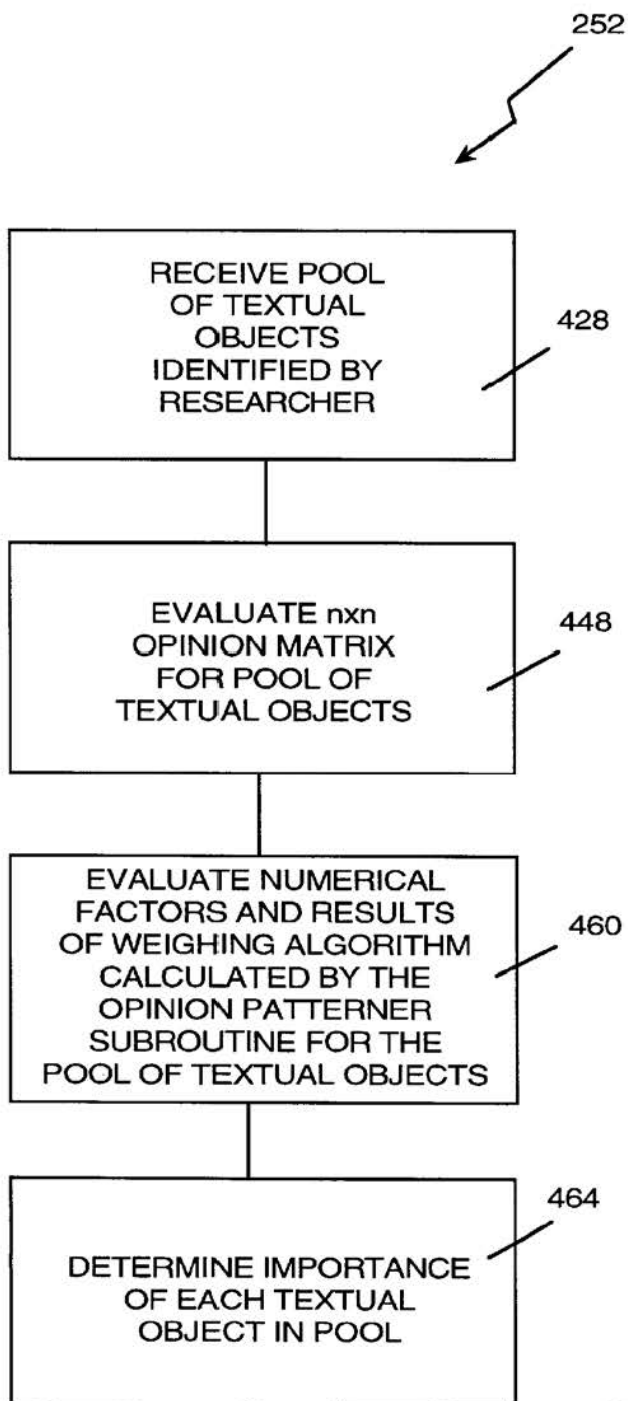 252
RECEIVE POOL
OF TEXTUAL
OBJECTS
IDENTIFIED BY
RESEARCHER
428
EVALUATE nxn
OPINION MATRIX
FOR POOL OF
TEXTUAL OBJECTS
448
EVALUATE NUMERICAL
FACTORS AND RESULTS
OF WEIGHING ALGORITHM
CALCULATED BY THE
OPINION PATTERNER
SUBROUTINE FOR THE
POOL OF TEXTUAL OBJECTS
460
464
DETERMINE IMPORTANCE
OF EACH TEXTUAL
OBJECT IN POOL